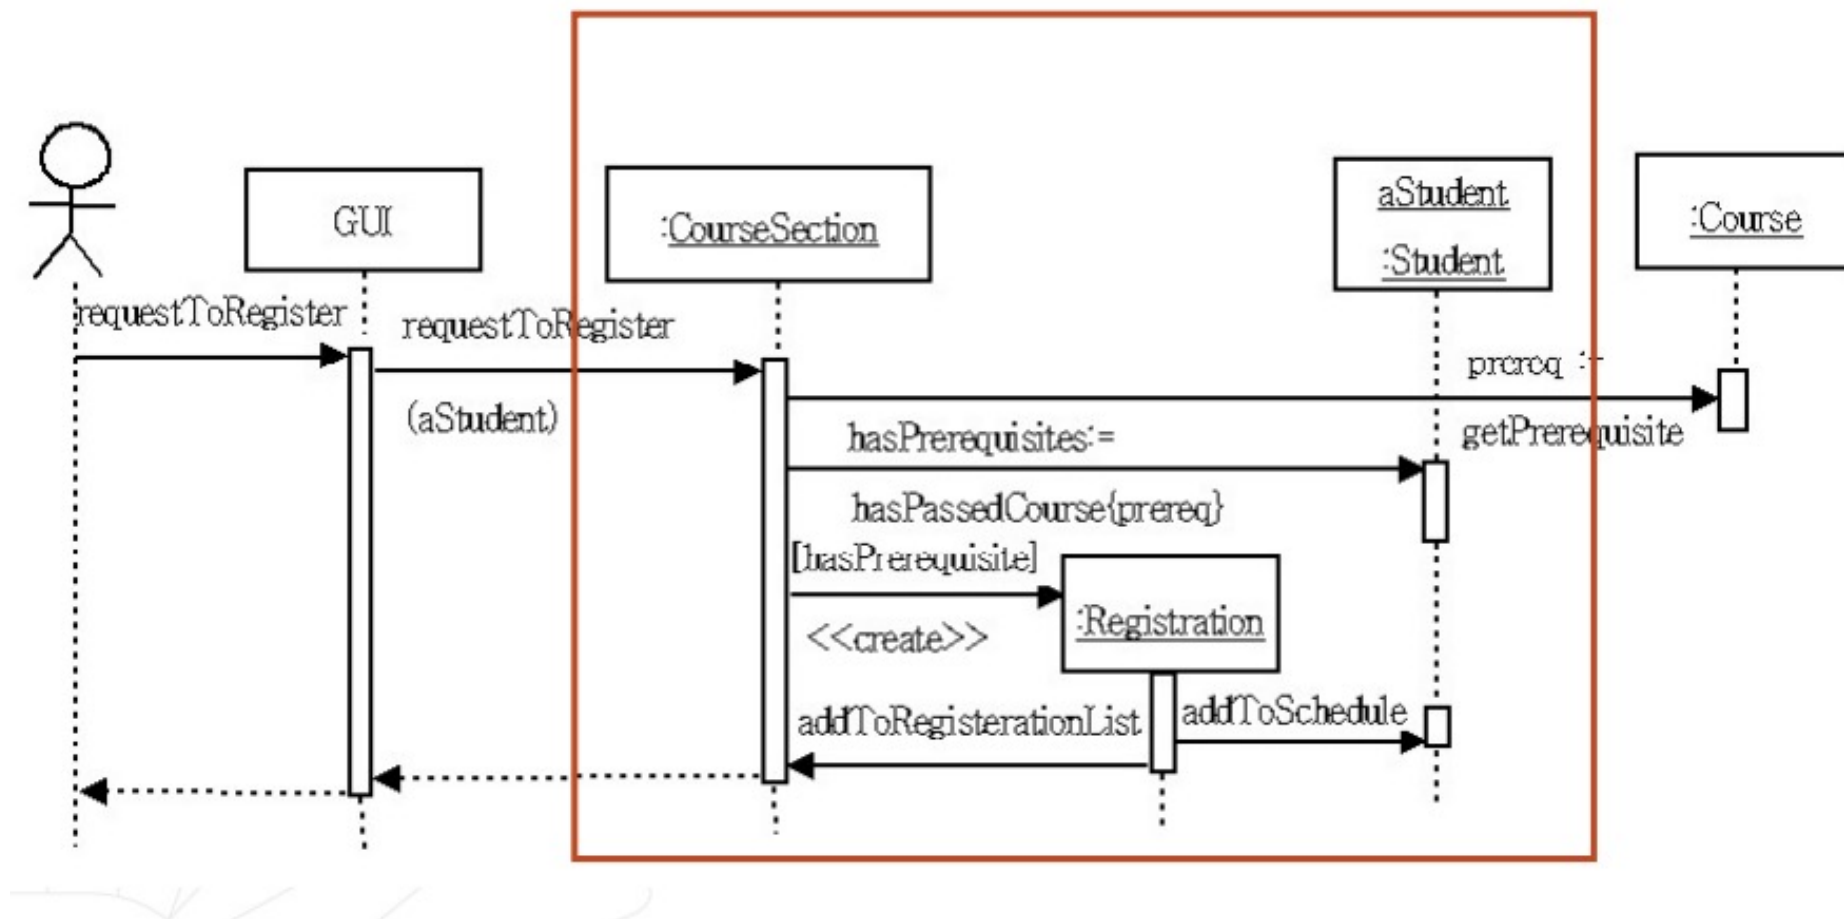 GUI
:CourseSection
aStudent
:Student
:Course
requestToRegister
requestToRegister
(aStudent)
prereq :=
getPrerequisite
hasPrerequisites:=
hasPassedCourse{prereq}
[hasPrerequisite]
<<create>>
:Registration
addToRegisterationList
addToSchedule